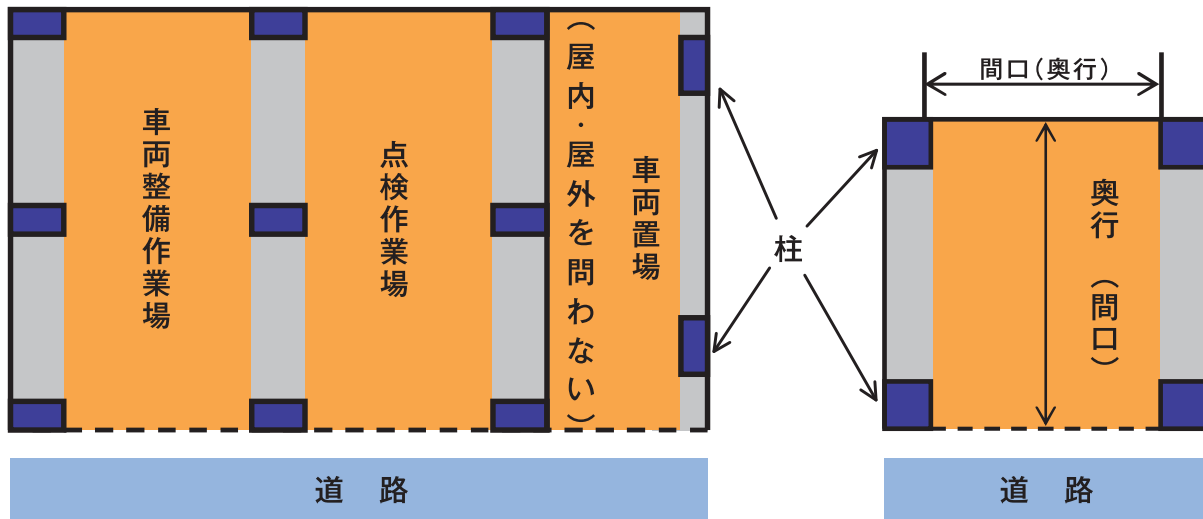 車両整備作業場
点検作業場
車両置場
（屋内・屋外を問わない）
道 路
柱
間口（奥行）
奥行 （間口）
道 路